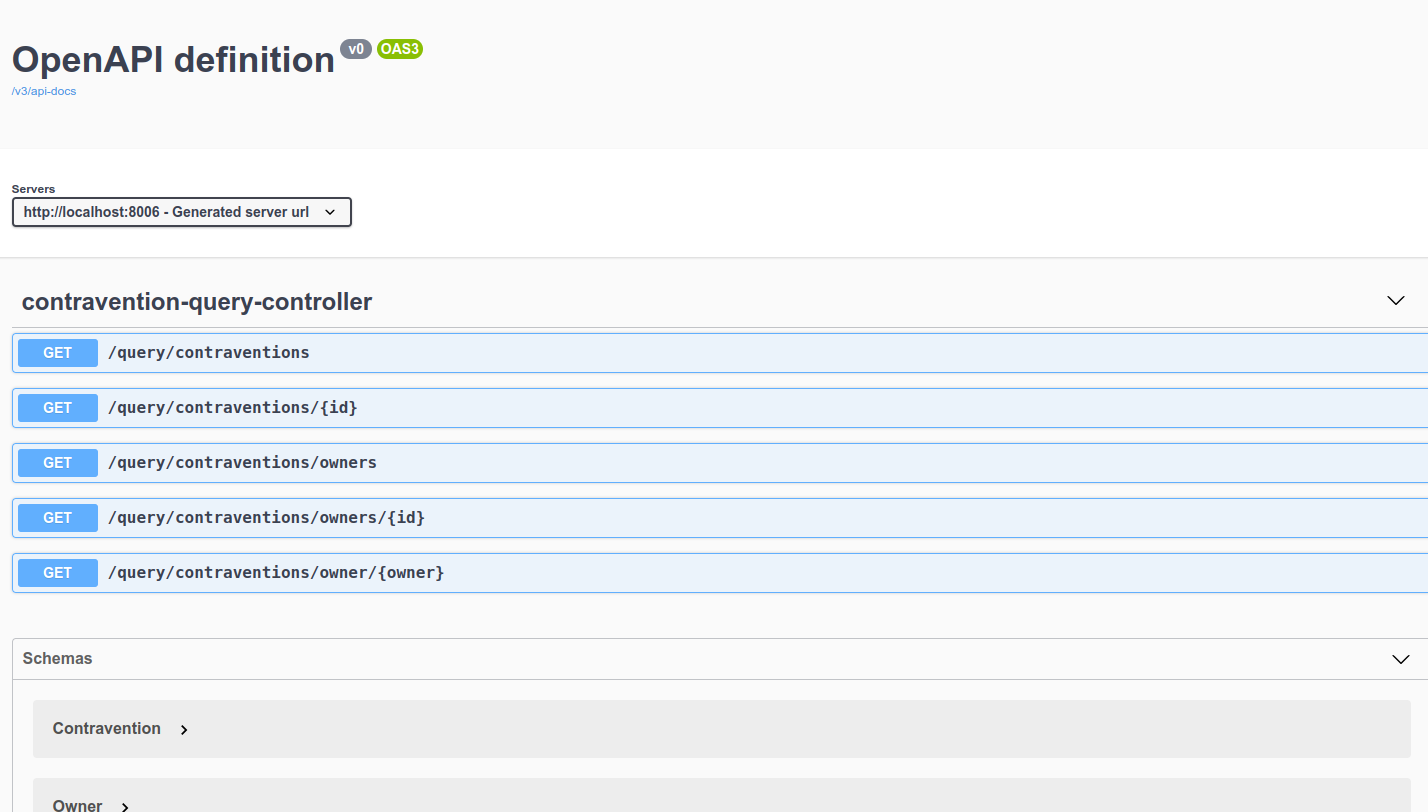 OpenAPI definition v0 OAS3
/v3/api-docs
Servers
http://localhost:8006 - Generated server url
contravention-query-controller
GET /query/contraventions
GET /query/contraventions/{id}
GET /query/contraventions/owners
GET /query/contraventions/owners/{id}
GET /query/contraventions/owner/{owner}
Schemas
Contravention
Owner